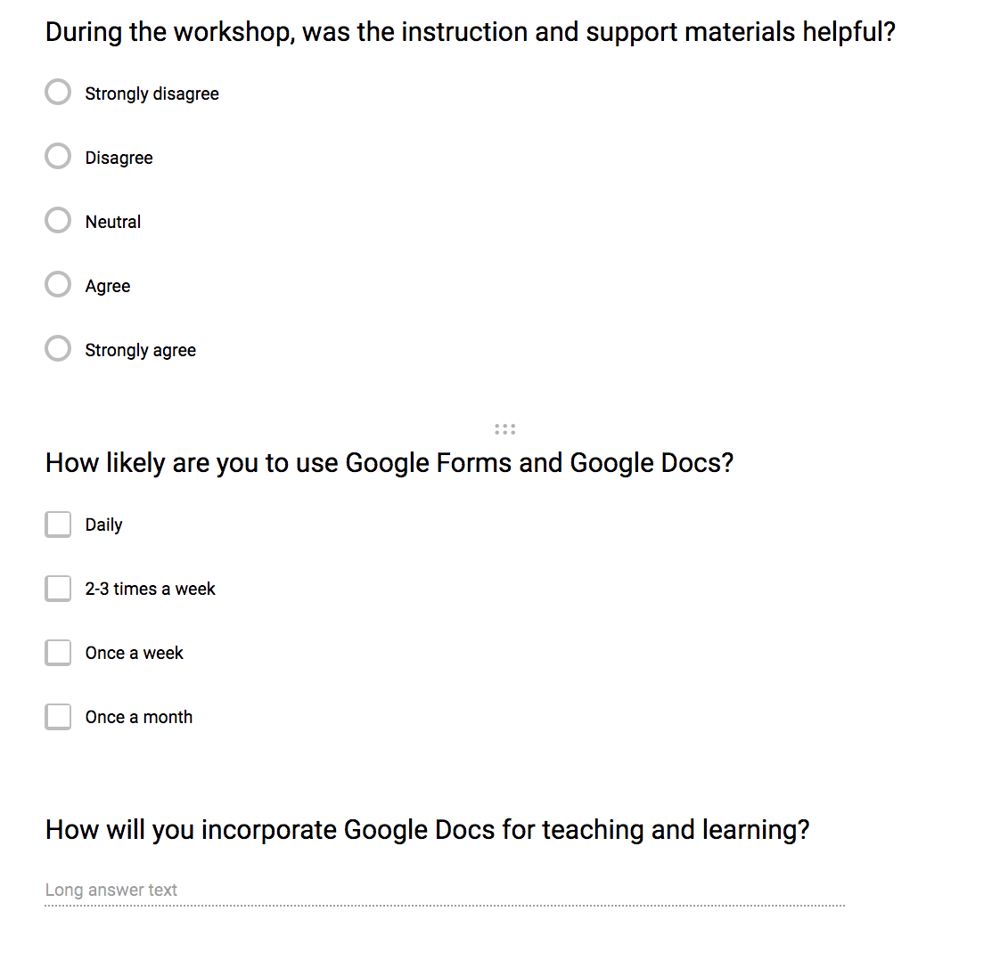 During the workshop, was the instruction and support materials helpful?
Strongly disagree
Disagree
Neutral
Agree
Strongly agree
How likely are you to use Google Forms and Google Docs?
Daily
2-3 times a week
Once a week
Once a month
How will you incorporate Google Docs for teaching and learning?
Long answer text